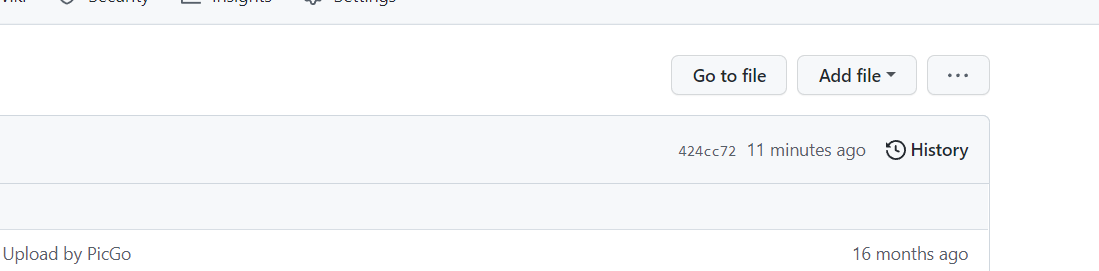 Wiki Security Insights Settings
Go to file Add file ...
424cc72 11 minutes ago History
Upload by PicGo 16 months ago